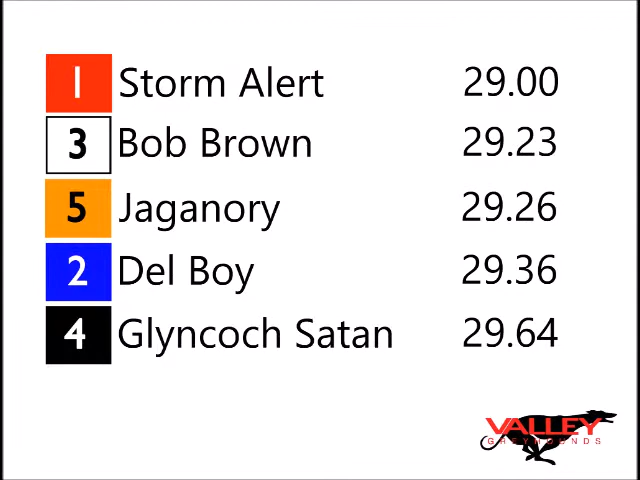 1 Storm Alert 29.00
3 Bob Brown 29.23
5 Jaganory 29.26
2 Del Boy 29.36
4 Glyncoch Satan 29.64
VALLEY
GREYHOUNDS